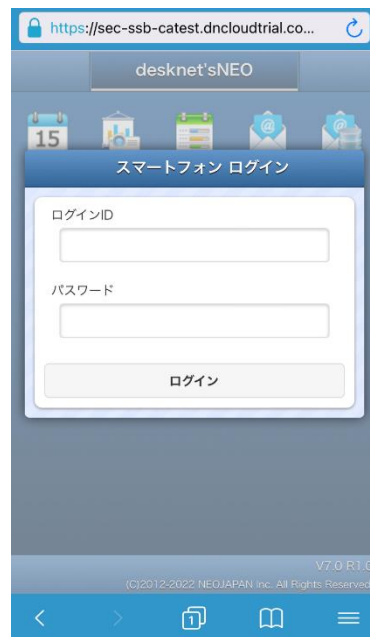 https://sec-ssb-catest.dncloudtrial.co...
desknet'sNEO
15
スマートフォン ログイン
ログインID
パスワード
ログイン
V7.0 R1.0
(C)2012-2022 NEOJAPAN Inc. All Rights Reserved
1